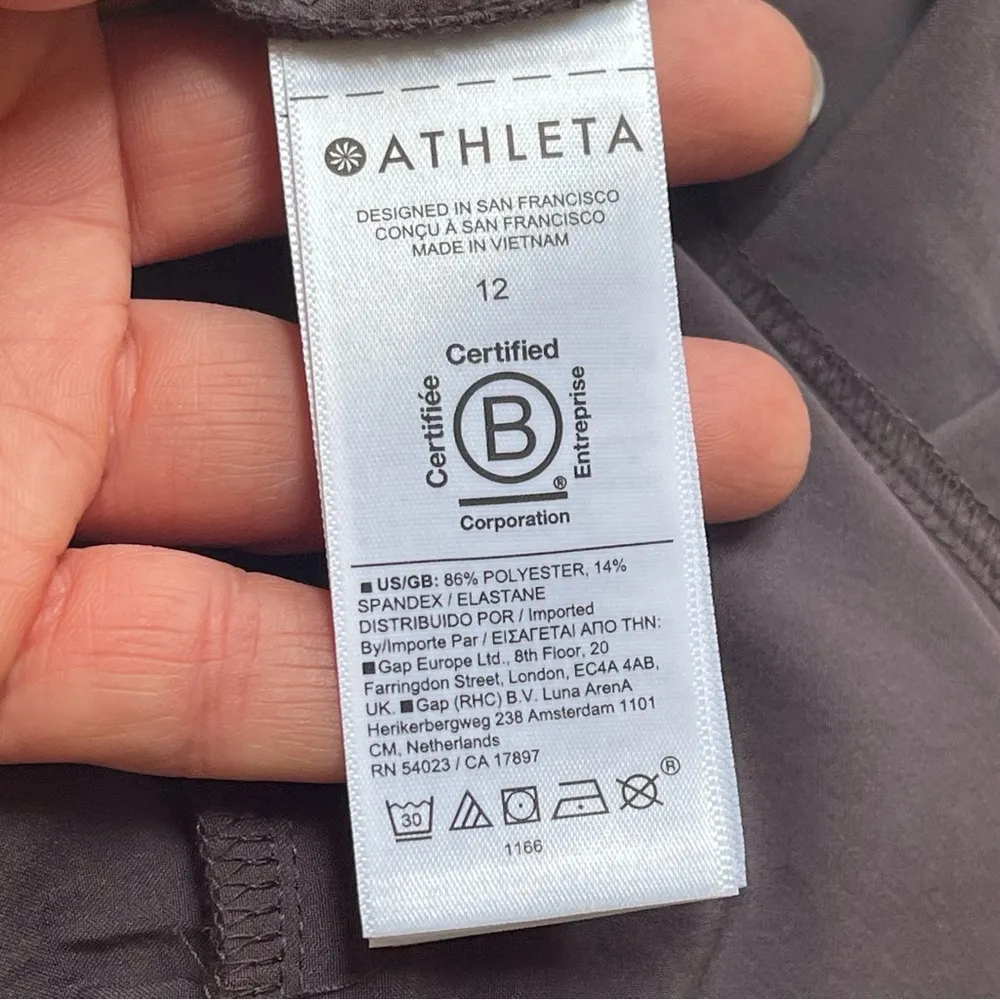 ATHLETA
DESIGNED IN SAN FRANCISCO
CONÇU À SAN FRANCISCO
MADE IN VIETNAM
12
Certified
Certifiée
B
Entreprise
®
Corporation
■ US/GB: 86% POLYESTER, 14%
SPANDEX / ELASTANE
DISTRIBUIDO POR / Imported
By/Importe Par / ΕΙΣΑΓΕΤΑΙ ΑΠΟ ΤΗΝ:
■Gap Europe Ltd., 8th Floor, 20
Farringdon Street, London, EC4A 4AB,
UK. ■Gap (RHC) B.V. Luna ArenA
Herikerbergweg 238 Amsterdam 1101
CM, Netherlands
RN 54023 / CA 17897
30 ®
1166